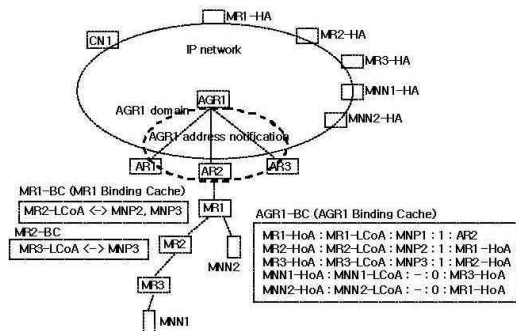 MR1-HA
CN1
IP network
MR2-HA
MR3-HA
MNN1-HA
MNN2-HA
AGR1
AGR1 domain
AGR1 address notification
AR1
AR2
AR3
MR1-BC (MR1 Binding Cache)
MR2-LCoA <-> MNP2, MNP3
MR2-BC
MR3-LCoA <-> MNP3
MR1
MR2
MNN2
MR3
MNN1
AGR1-BC (AGR1 Binding Cache)
MR1-HoA : MR1-LCoA : MNP1 : 1 : AR2
MR2-HoA : MR2-LCoA : MNP2 : 1 : MR1-HoA
MR3-HoA : MR3-LCoA : MNP3 : 1 : MR2-HoA
MNN1-HoA : MNN1-LCoA : - : 0 : MR3-HoA
MNN2-HoA : MNN2-LCoA : - : 0 : MR1-HoA